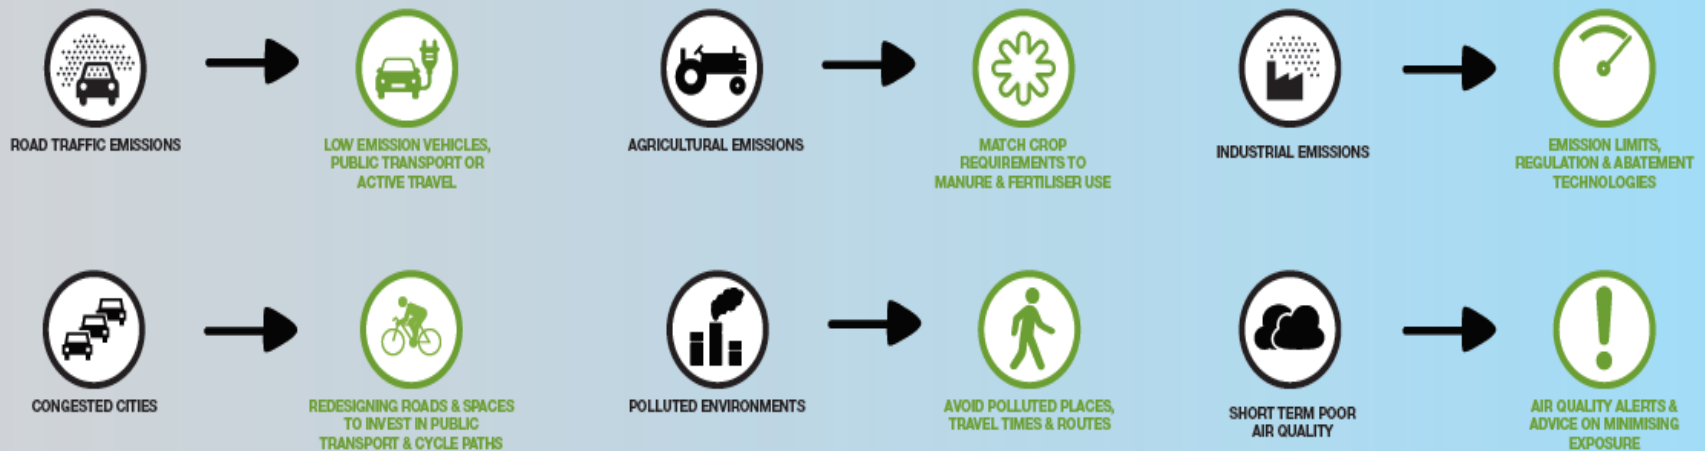 ROAD TRAFFIC EMISSIONS
LOW EMISSION VEHICLES,
PUBLIC TRANSPORT OR
ACTIVE TRAVEL
AGRICULTURAL EMISSIONS
MATCH CROP
REQUIREMENTS TO
MANURE & FERTILISER USE
INDUSTRIAL EMISSIONS
EMISSION LIMITS,
REGULATION & ABATEMENT
TECHNOLOGIES
CONGESTED CITIES
REDESIGNING ROADS & SPACES
TO INVEST IN PUBLIC
TRANSPORT & CYCLE PATHS
POLLUTED ENVIRONMENTS
AVOID POLLUTED PLACES,
TRAVEL TIMES & ROUTES
SHORT TERM POOR
AIR QUALITY
AIR QUALITY ALERTS &
ADVICE ON MINIMISING
EXPOSURE